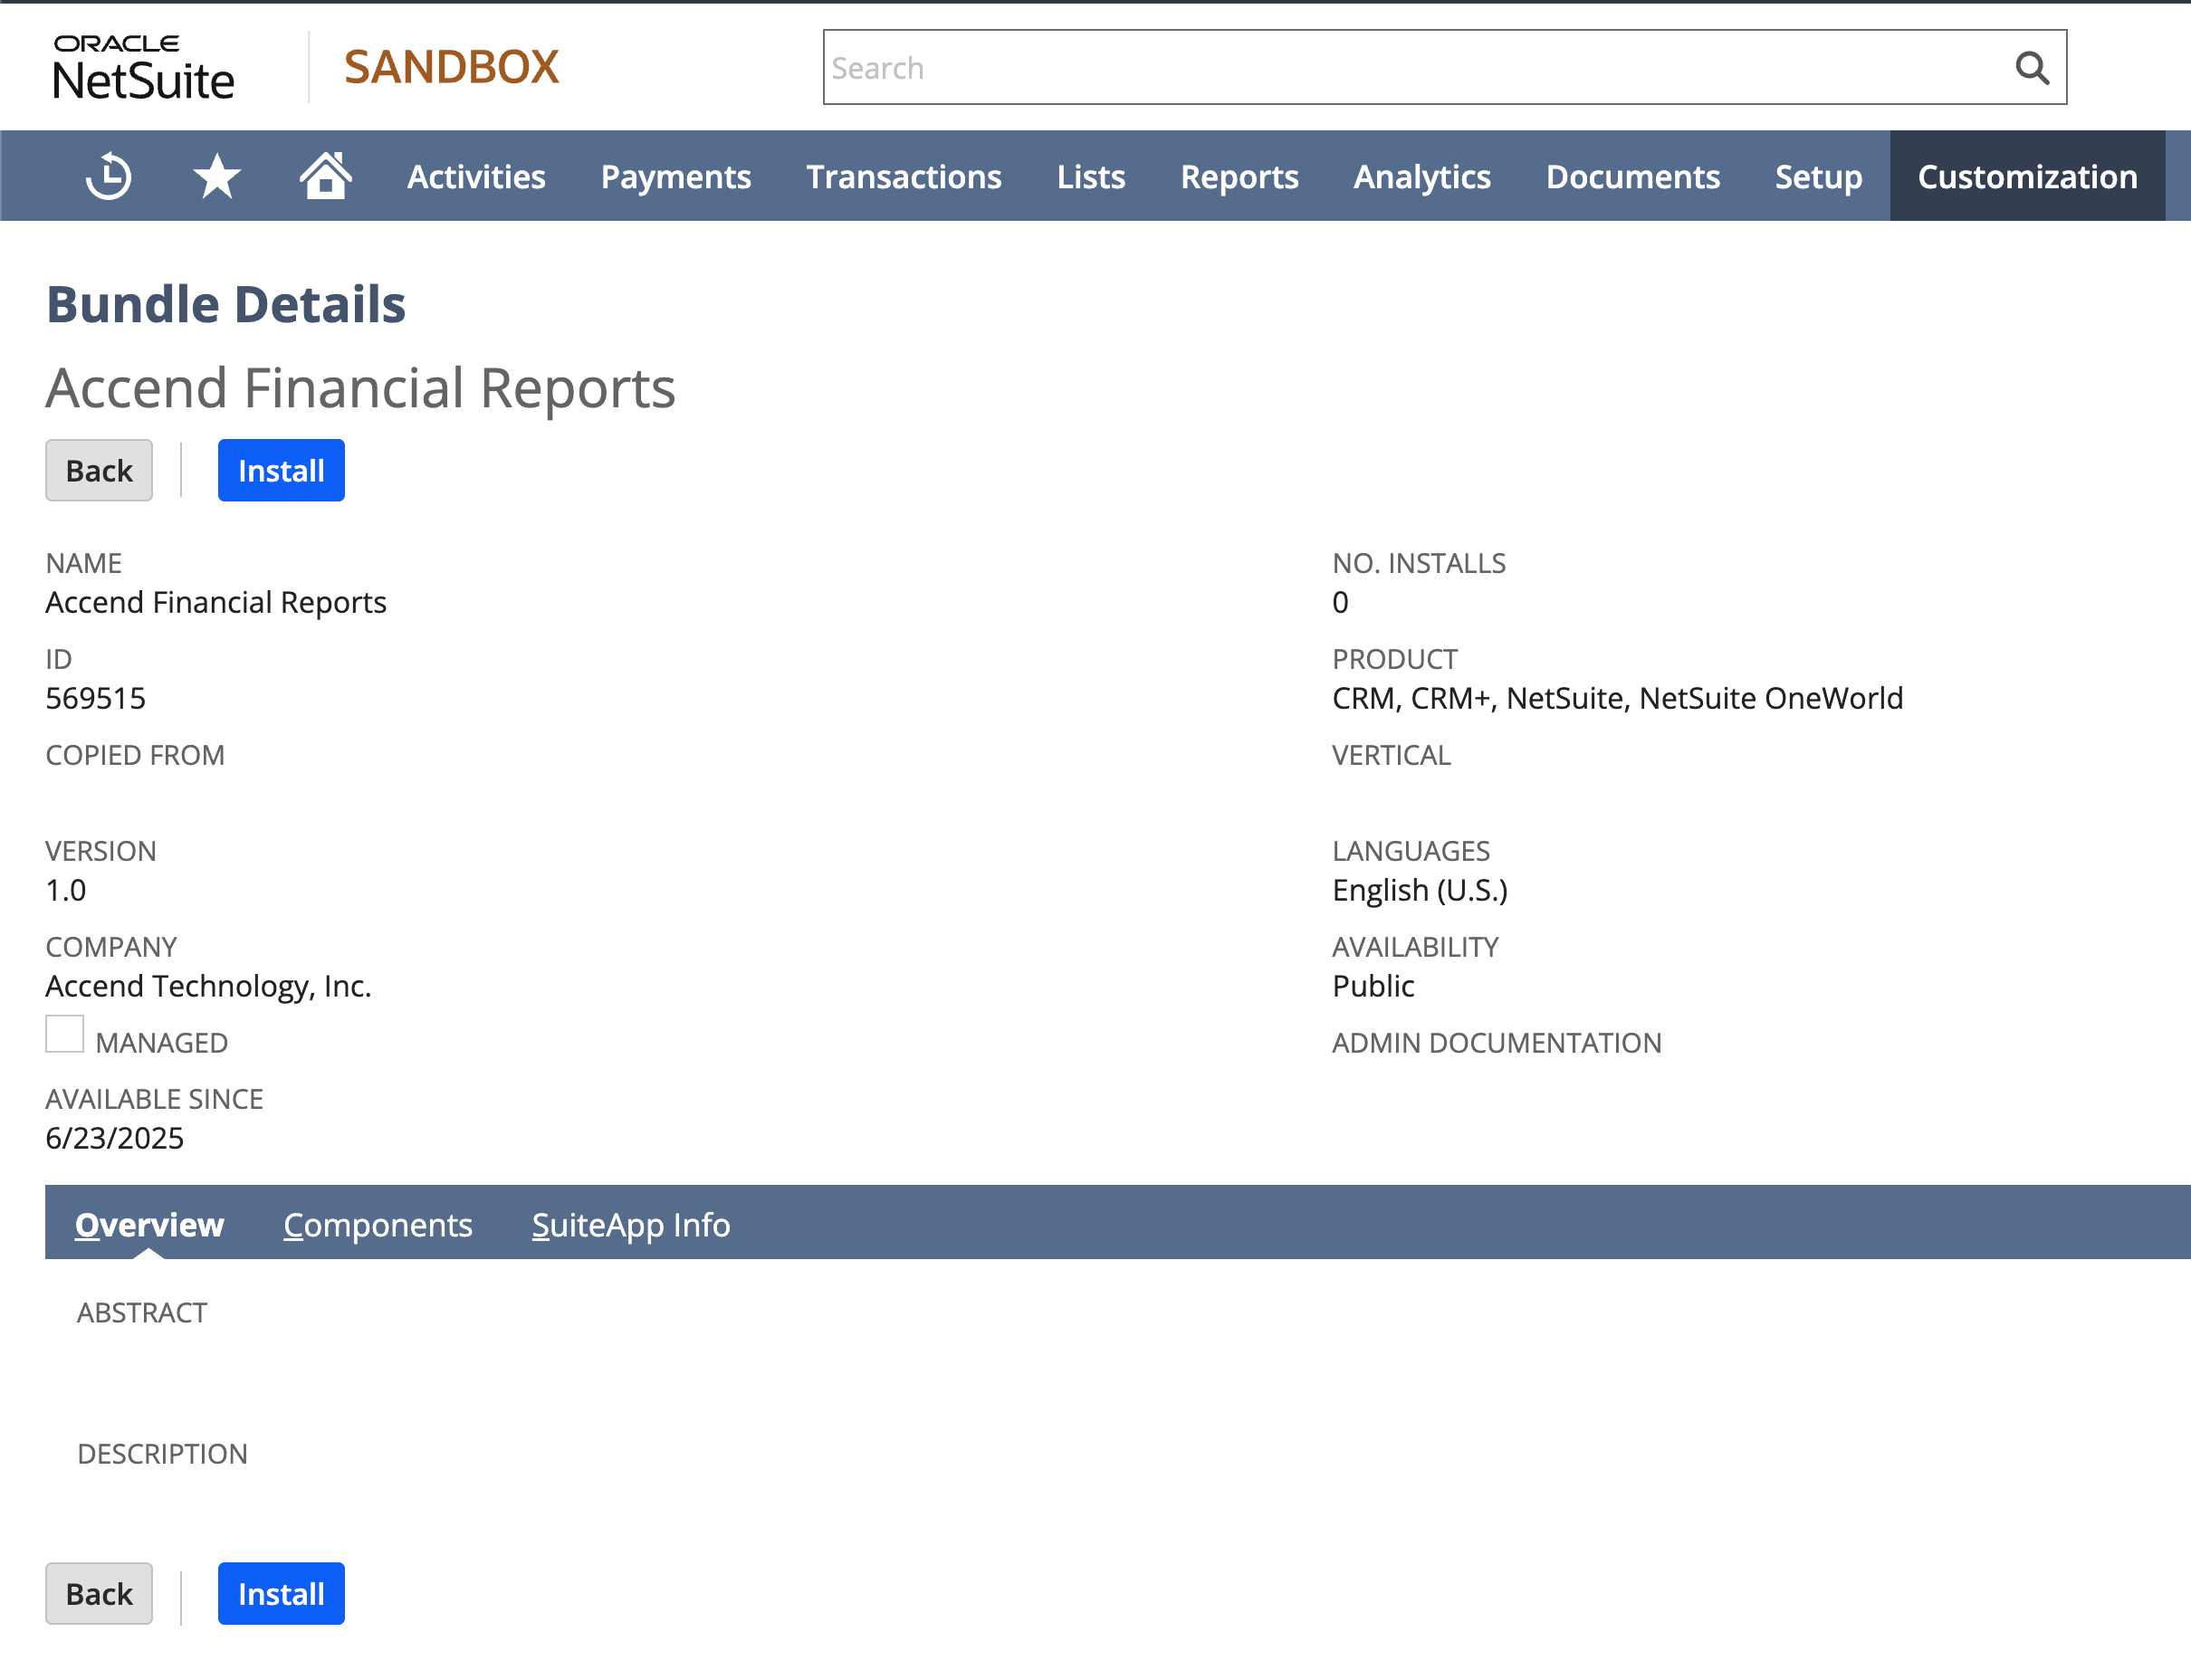 ORACLE
NetSuite
SANDBOX
Search
Activities Payments Transactions Lists Reports Analytics Documents Setup Customization
Bundle Details
Accend Financial Reports
Back Install
NAME
Accend Financial Reports
ID
569515
COPIED FROM
VERSION
1.0
COMPANY
Accend Technology, Inc.
MANAGED
AVAILABLE SINCE
6/23/2025
NO. INSTALLS
0
PRODUCT
CRM, CRM+, NetSuite, NetSuite OneWorld
VERTICAL
LANGUAGES
English (U.S.)
AVAILABILITY
Public
ADMIN DOCUMENTATION
Overview Components SuiteApp Info
ABSTRACT
DESCRIPTION
Back Install